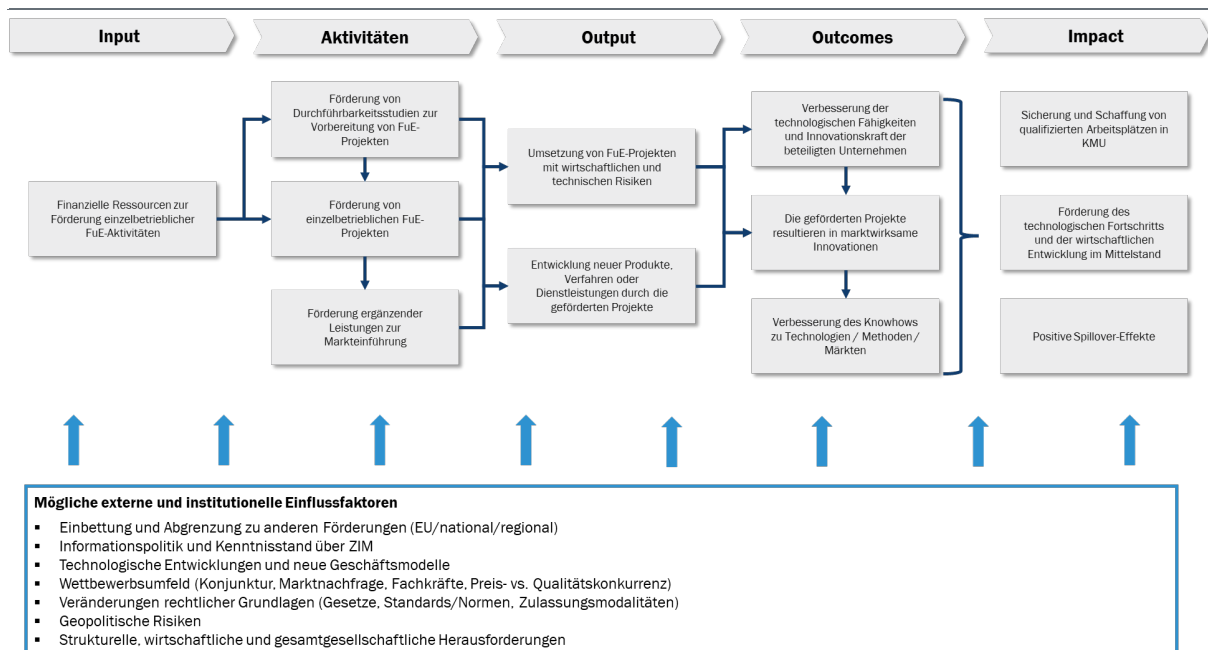 Input
Aktivitäten
Output
Outcomes
Impact
Finanzielle Ressourcen zur
Förderung einzelbetrieblicher
FuE-Aktivitäten
Förderung von
Durchführbarkeitsstudien zur
Vorbereitung von FuE-
Projekten
Förderung von
einzelbetrieblichen FuE-
Projekten
Förderung ergänzender
Leistungen zur
Markteinführung
Umsetzung von FuE-Projekten
mit wirtschaftlichen und
technischen Risiken
Entwicklung neuer Produkte,
Verfahren oder
Dienstleistungen durch die
geförderten Projekte
Verbesserung der
technologischen Fähigkeiten
und Innovationskraft der
beteiligten Unternehmen
Die geförderten Projekte
resultieren in marktwirksame
Innovationen
Verbesserung des Knowhows
zu Technologien / Methoden /
Märkten
Sicherung und Schaffung von
qualifizierten Arbeitsplätzen in
KMU
Förderung des
technologischen Fortschritts
und der wirtschaftlichen
Entwicklung im Mittelstand
Positive Spillover-Effekte
Mögliche externe und institutionelle Einflussfaktoren
▪ Einbettung und Abgrenzung zu anderen Förderungen (EU/national/regional)
▪ Informationspolitik und Kenntnisstand über ZIM
▪ Technologische Entwicklungen und neue Geschäftsmodelle
▪ Wettbewerbsumfeld (Konjunktur, Marktnachfrage, Fachkräfte, Preis- vs. Qualitätskonkurrenz)
▪ Veränderungen rechtlicher Grundlagen (Gesetze, Standards/Normen, Zulassungsmodalitäten)
▪ Geopolitische Risiken
▪ Strukturelle, wirtschaftliche und gesamtgesellschaftliche Herausforderungen